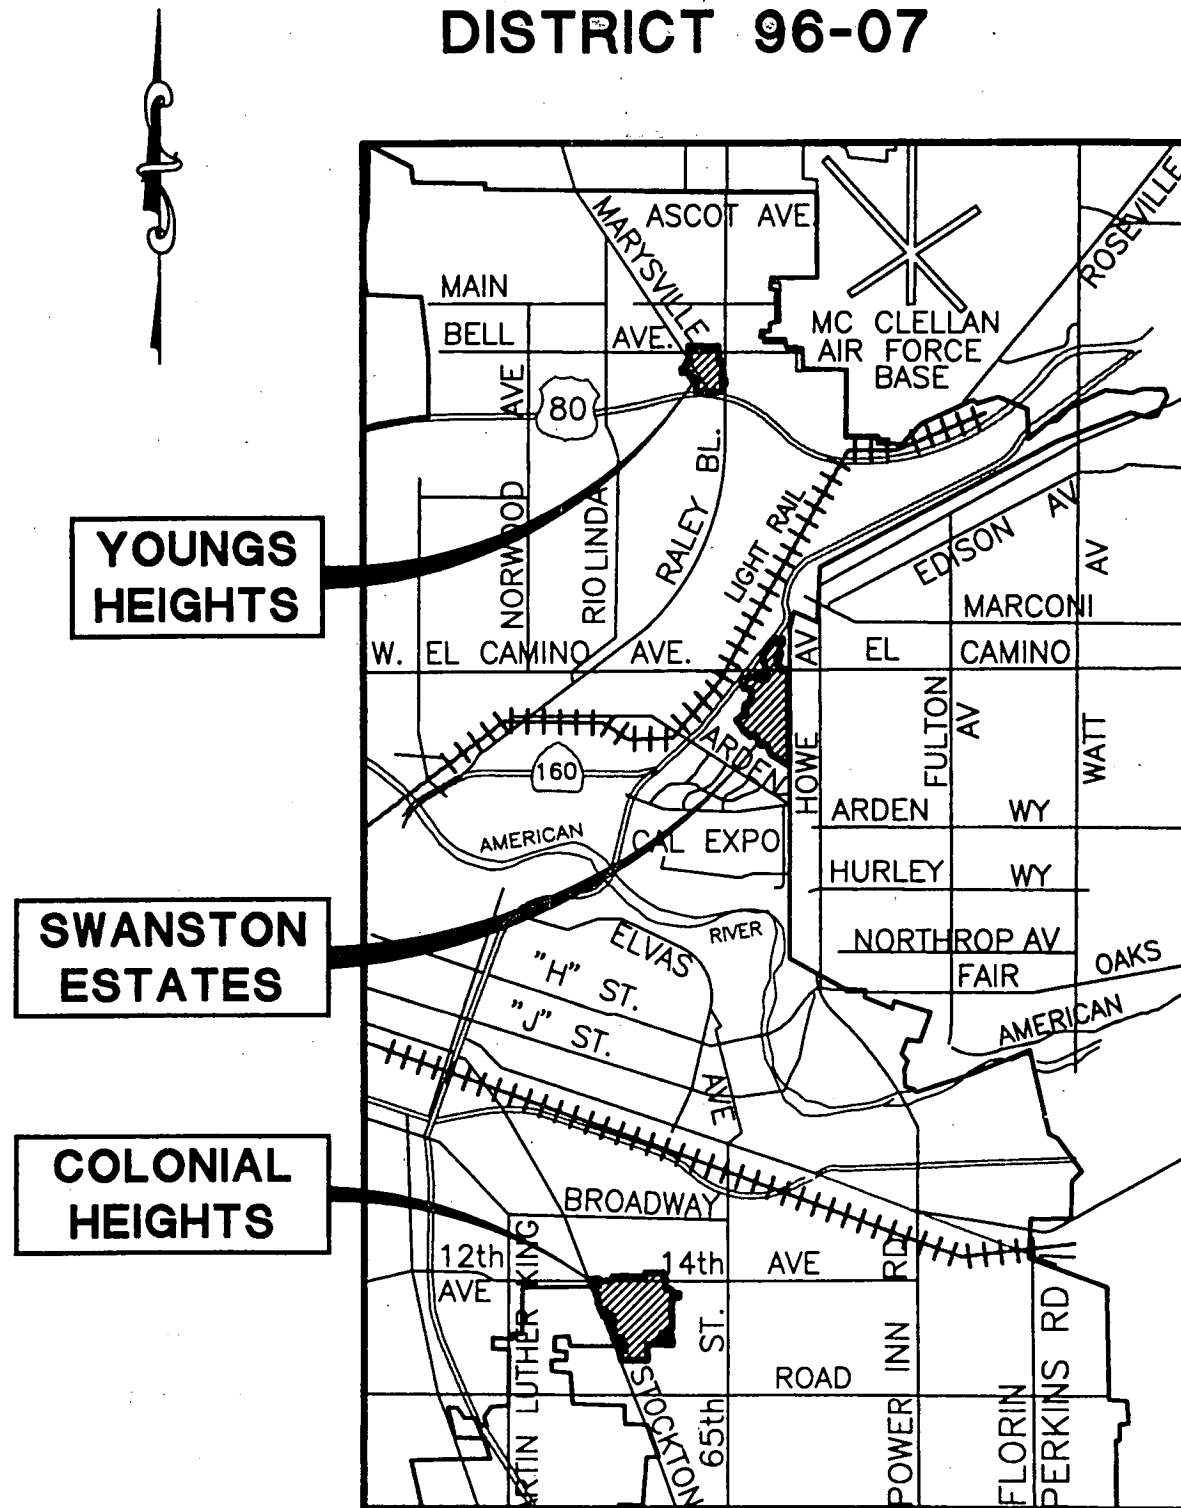 DISTRICT 96-07
ASCOT AVE.
MARYSVILLE
ROSEVILLE
MAIN
BELL AVE.
MC CLELLAN
AIR FORCE
BASE
80
NORWOOD AVE
RIO LINDA
RALEY BL.
LIGHT RAIL
EDISON AV
YOUNGS
HEIGHTS
MARCONI AV
W. EL CAMINO AVE.
EL CAMINO
HOWE AV
FULTON AV
WATT
160
ARDEN
ARDEN WY
AMERICAN
CAL EXPO
HURLEY WY
SWANSTON
ESTATES
ELVAS
RIVER
NORTHROP AV
FAIR OAKS
"H" ST.
"J" ST.
AMERICAN
AVE
COLONIAL
HEIGHTS
BROADWAY
12th
AVE
14th AVE
ARTIN LUTHER KING
STOCKTON
65th ST.
ROAD
POWER INN RD
FLORIN
PERKINS RD